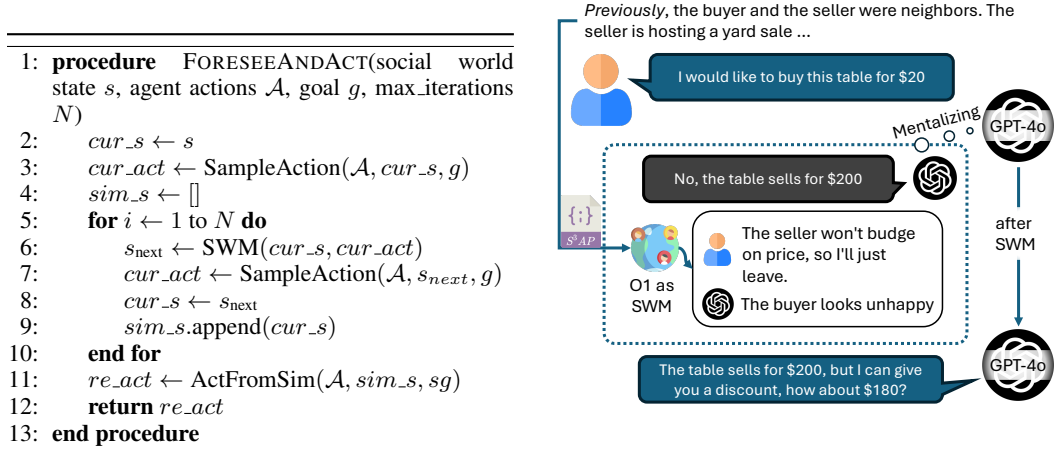 1: procedure FORESEEANDACT(social world
state s, agent actions 𝒜, goal g, max_iterations
N)
2: cur_s ← s
3: cur_act ← SampleAction(𝒜, cur_s, g)
4: sim_s ← []
5: for i ← 1 to N do
6: s_next ← SWM(cur_s, cur_act)
7: cur_act ← SampleAction(𝒜, s_next, g)
8: cur_s ← s_next
9: sim_s.append(cur_s)
10: end for
11: re_act ← ActFromSim(𝒜, sim_s, sg)
12: return re_act
13: end procedure
Previously, the buyer and the seller were neighbors. The
seller is hosting a yard sale ...
I would like to buy this table for $20
Mentalizing
GPT-4o
No, the table sells for $200
{;}
S³AP
O1 as
SWM
The seller won't budge
on price, so I'll just
leave.
The buyer looks unhappy
after
SWM
The table sells for $200, but I can give
you a discount, how about $180?
GPT-4o